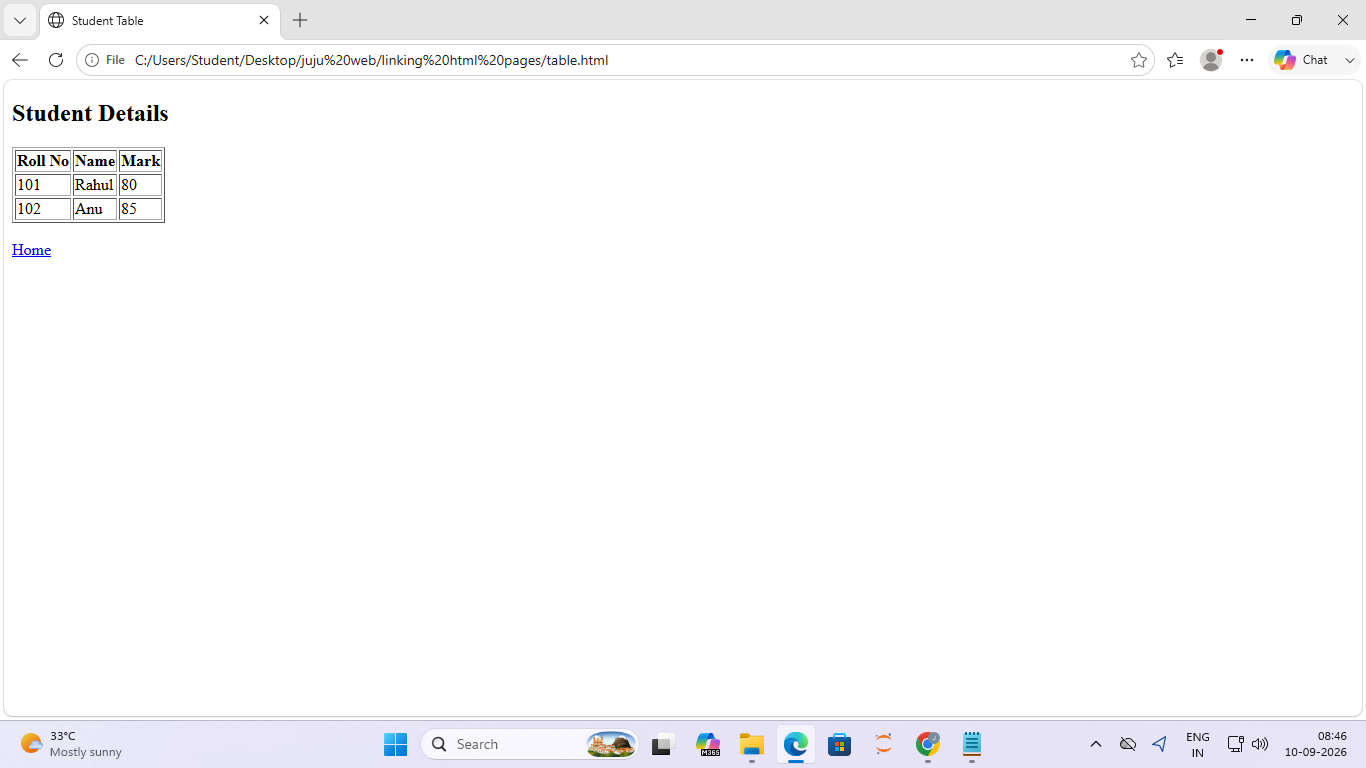 Student Table
File C:/Users/Student/Desktop/juju%20web/linking%20html%20pages/table.html
Chat
Student Details
Roll No Name Mark
101 Rahul 80
102 Anu 85
Home
33°C
Mostly sunny
Search
M365
ENG
IN
08:46
10-09-2026